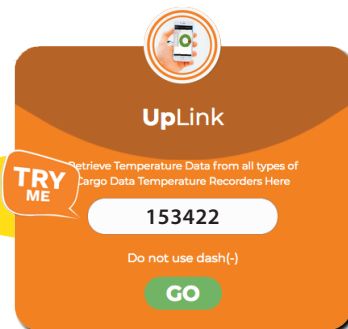 UpLink
Retrieve Temperature Data from all types of
Cargo Data Temperature Recorders Here
TRY
ME
153422
Do not use dash(-)
GO